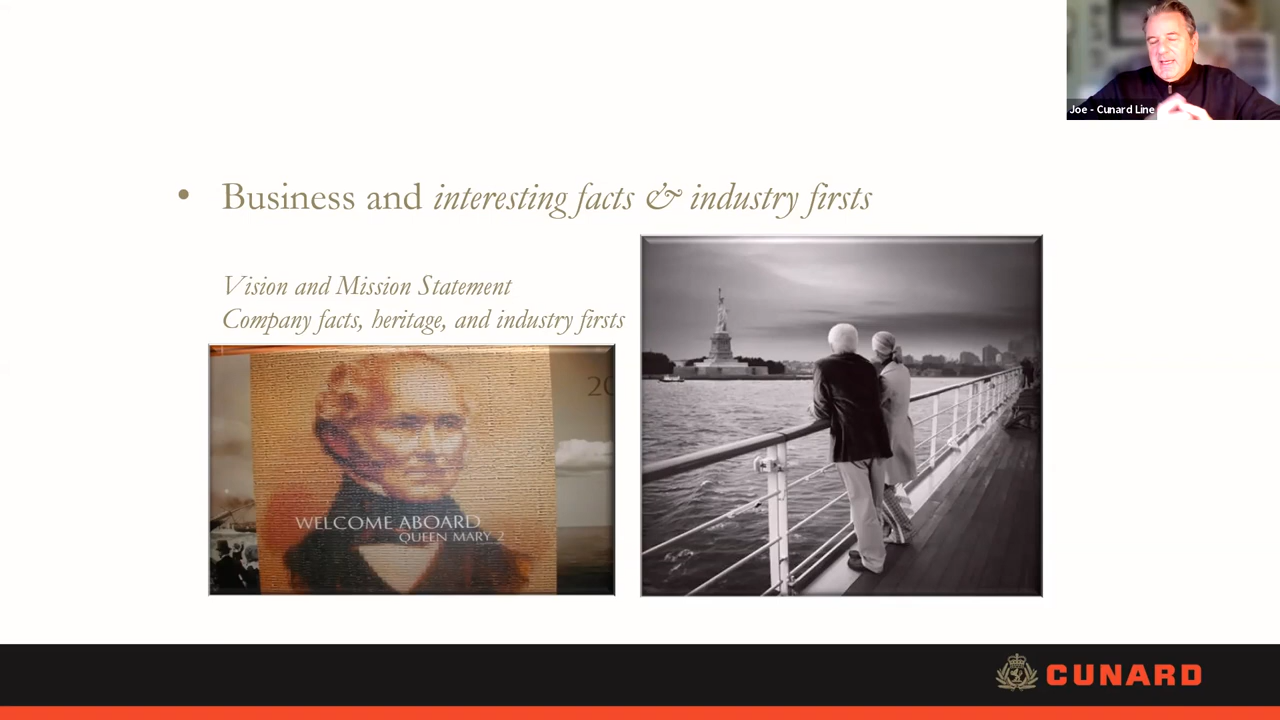 Joe - Cunard Line
• Business and interesting facts & industry firsts
Vision and Mission Statement
Company facts, heritage, and industry firsts
20
WELCOME ABOARD
QUEEN MARY 2
CUNARD